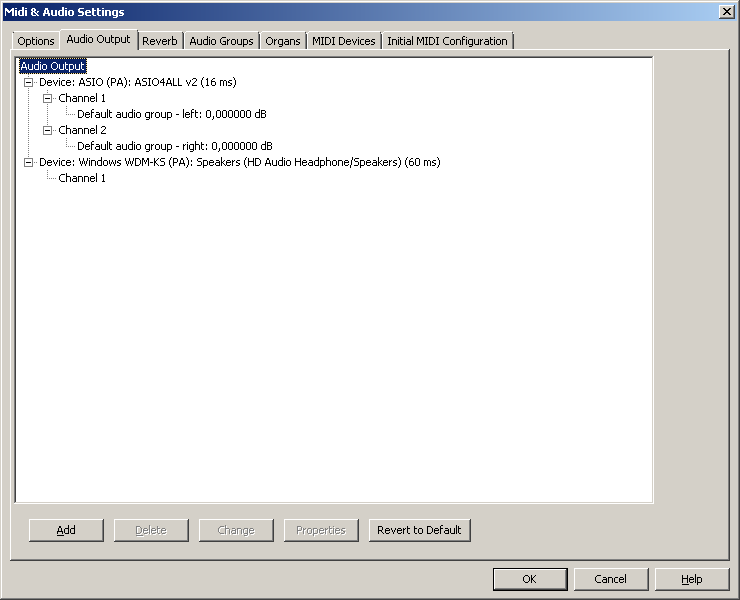 Midi & Audio Settings
Options Audio Output Reverb Audio Groups Organs MIDI Devices Initial MIDI Configuration
Audio Output
Device: ASIO (PA): ASIO4ALL v2 (16 ms)
Channel 1
Default audio group - left: 0,000000 dB
Channel 2
Default audio group - right: 0,000000 dB
Device: Windows WDM-KS (PA): Speakers (HD Audio Headphone/Speakers) (60 ms)
Channel 1
Add Delete Change Properties Revert to Default
OK Cancel Help